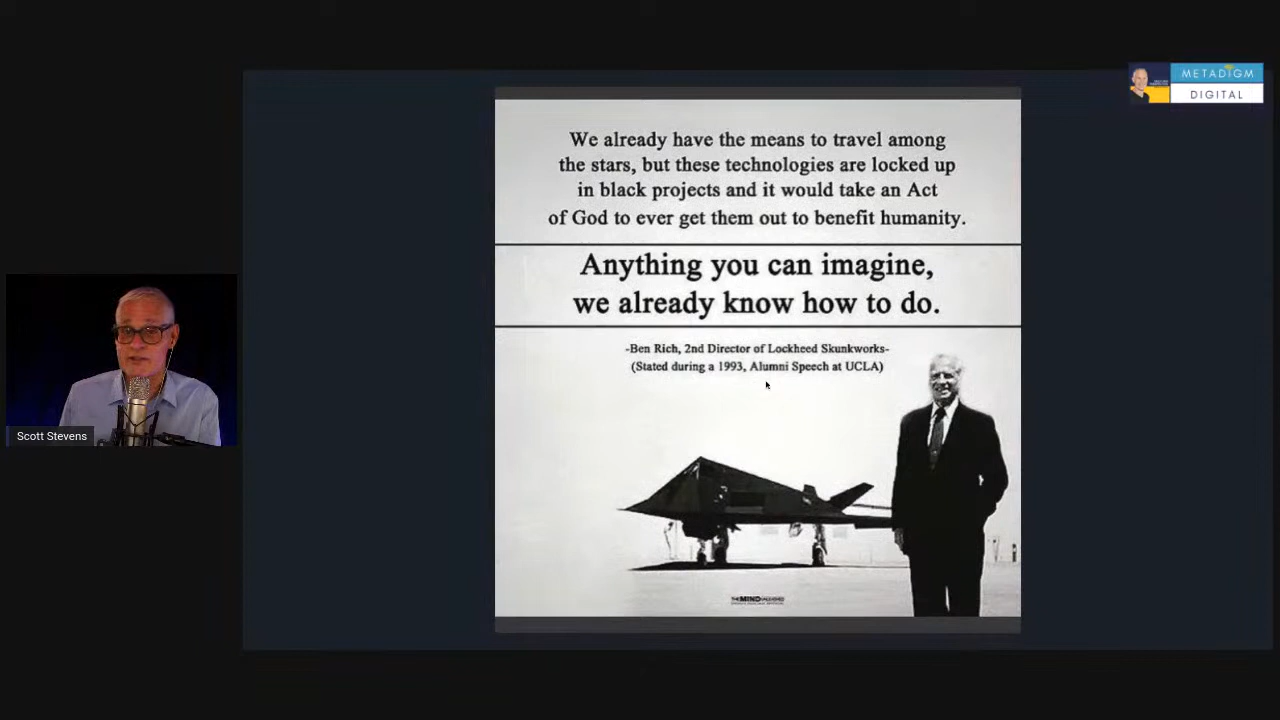 METADIGM
DIGITAL
We already have the means to travel among
the stars, but these technologies are locked up
in black projects and it would take an Act
of God to ever get them out to benefit humanity.
Anything you can imagine,
we already know how to do.
-Ben Rich, 2nd Director of Lockheed Skunkworks-
(Stated during a 1993, Alumni Speech at UCLA)
Scott Stevens
THE MIND UNLEASHED